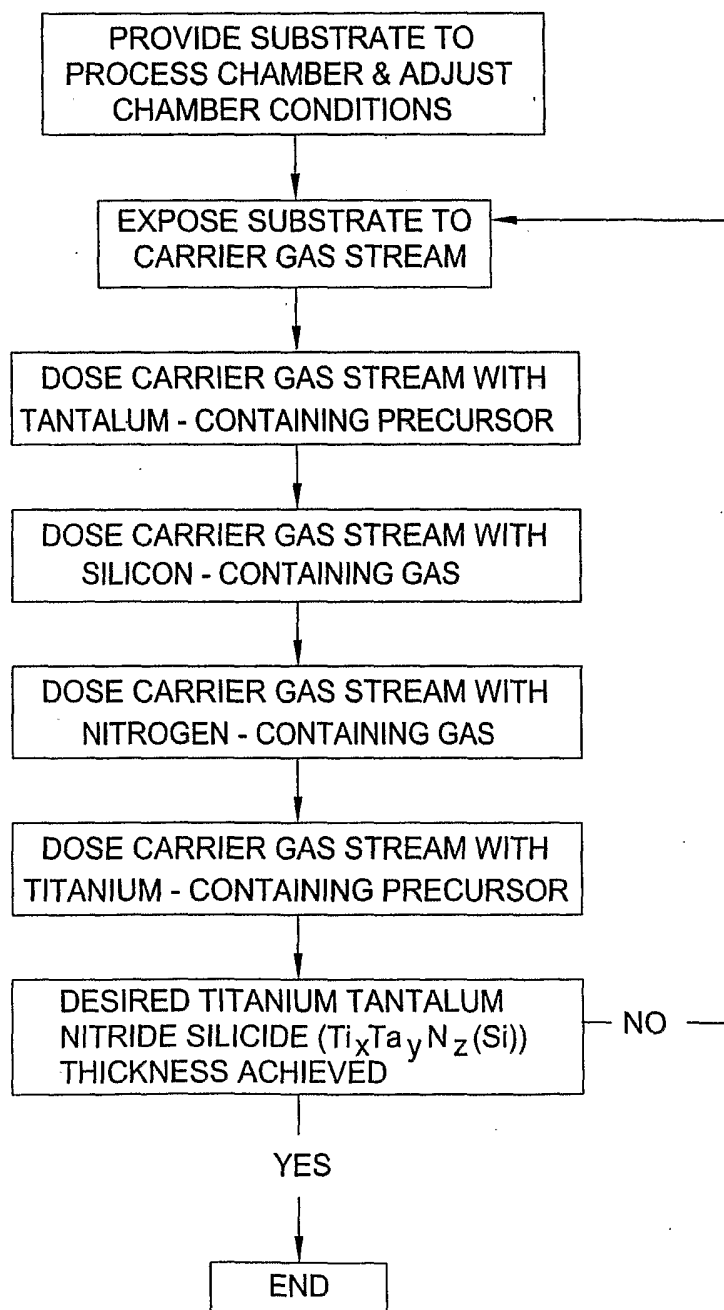 PROVIDE SUBSTRATE TO
PROCESS CHAMBER & ADJUST
CHAMBER CONDITIONS
EXPOSE SUBSTRATE TO
CARRIER GAS STREAM
DOSE CARRIER GAS STREAM WITH
TANTALUM - CONTAINING PRECURSOR
DOSE CARRIER GAS STREAM WITH
SILICON - CONTAINING GAS
DOSE CARRIER GAS STREAM WITH
NITROGEN - CONTAINING GAS
DOSE CARRIER GAS STREAM WITH
TITANIUM - CONTAINING PRECURSOR
DESIRED TITANIUM TANTALUM
NITRIDE SILICIDE (TixTayNz(Si))
THICKNESS ACHIEVED
NO
YES
END